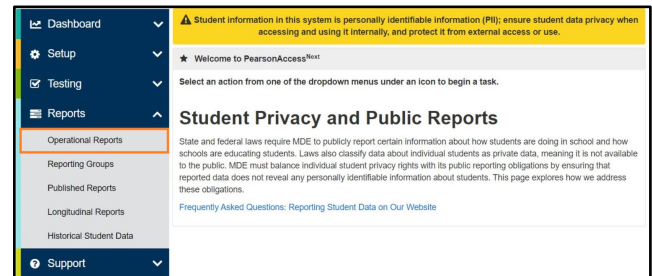 Dashboard
Setup
Testing
Reports
Operational Reports
Reporting Groups
Published Reports
Longitudinal Reports
Historical Student Data
Support
Student information in this system is personally identifiable information (PII); ensure student data privacy when
accessing and using it internally, and protect it from external access or use.
Welcome to PearsonAccessNext
Select an action from one of the dropdown menus under an icon to begin a task.
Student Privacy and Public Reports
State and federal laws require MDE to publicly report certain information about how students are doing in school and how
schools are educating students. Laws also classify data about individual students as private data, meaning it is not available
to the public. MDE must balance individual student privacy rights with its public reporting obligations by ensuring that
reported data does not reveal any personally identifiable information about students. This page explores how we address
these obligations.
Frequently Asked Questions: Reporting Student Data on Our Website